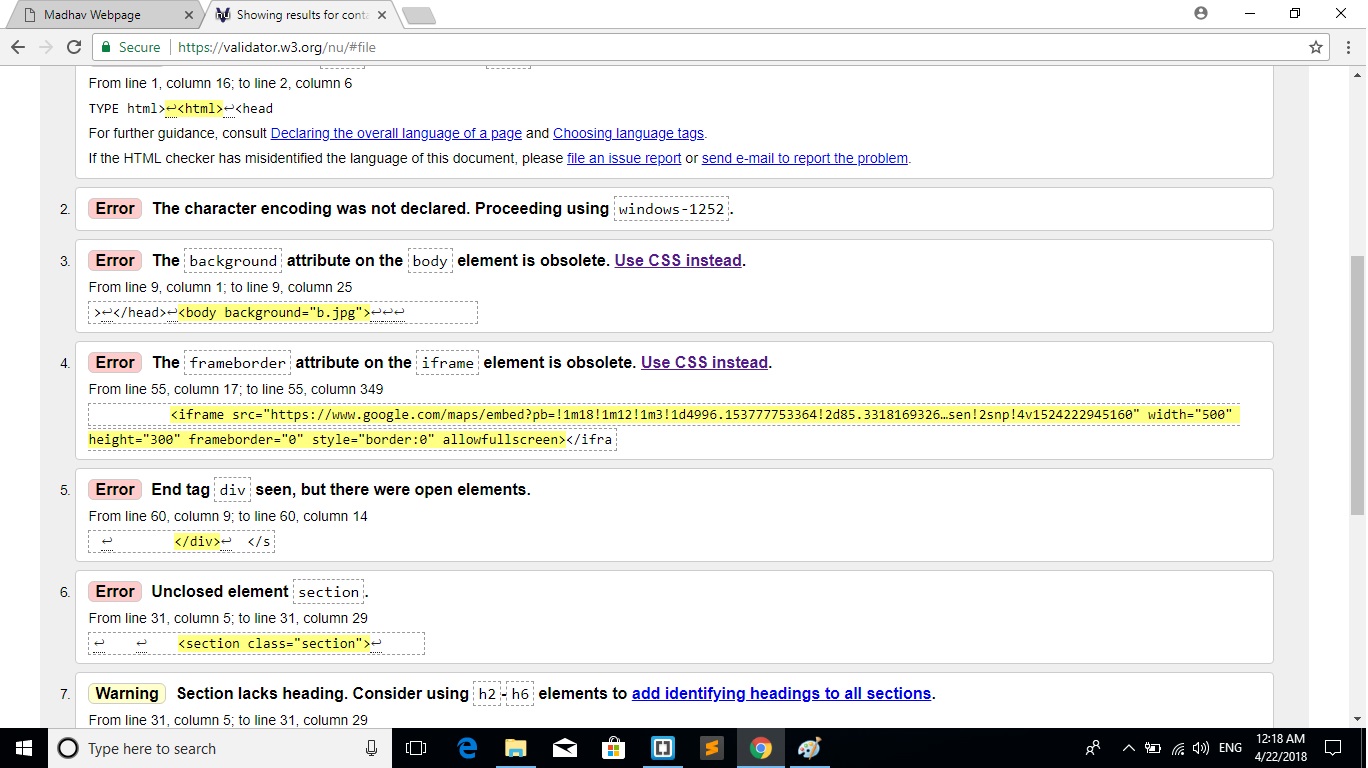 Madhav Webpage
Showing results for conta
Secure | https://validator.w3.org/nu/#file
From line 1, column 16; to line 2, column 6
TYPE html>↩<html>↩<head
For further guidance, consult Declaring the overall language of a page and Choosing language tags.
If the HTML checker has misidentified the language of this document, please file an issue report or send e-mail to report the problem.
2. Error The character encoding was not declared. Proceeding using windows-1252.
3. Error The background attribute on the body element is obsolete. Use CSS instead.
From line 9, column 1; to line 9, column 25
>↩</head>↩<body background="b.jpg">↩↩↩
4. Error The frameborder attribute on the iframe element is obsolete. Use CSS instead.
From line 55, column 17; to line 55, column 349
<iframe src="https://www.google.com/maps/embed?pb=!1m18!1m12!1m3!1d4996.153777753364!2d85.3318169326…sen!2snp!4v1524222945160" width="500"
height="300" frameborder="0" style="border:0" allowfullscreen></ifra
5. Error End tag div seen, but there were open elements.
From line 60, column 9; to line 60, column 14
↩ </div>↩ </s
6. Error Unclosed element section.
From line 31, column 5; to line 31, column 29
↩ ↩ <section class="section">↩
7. Warning Section lacks heading. Consider using h2-h6 elements to add identifying headings to all sections.
From line 31, column 5; to line 31, column 29
Type here to search
ENG
12:18 AM
4/22/2018